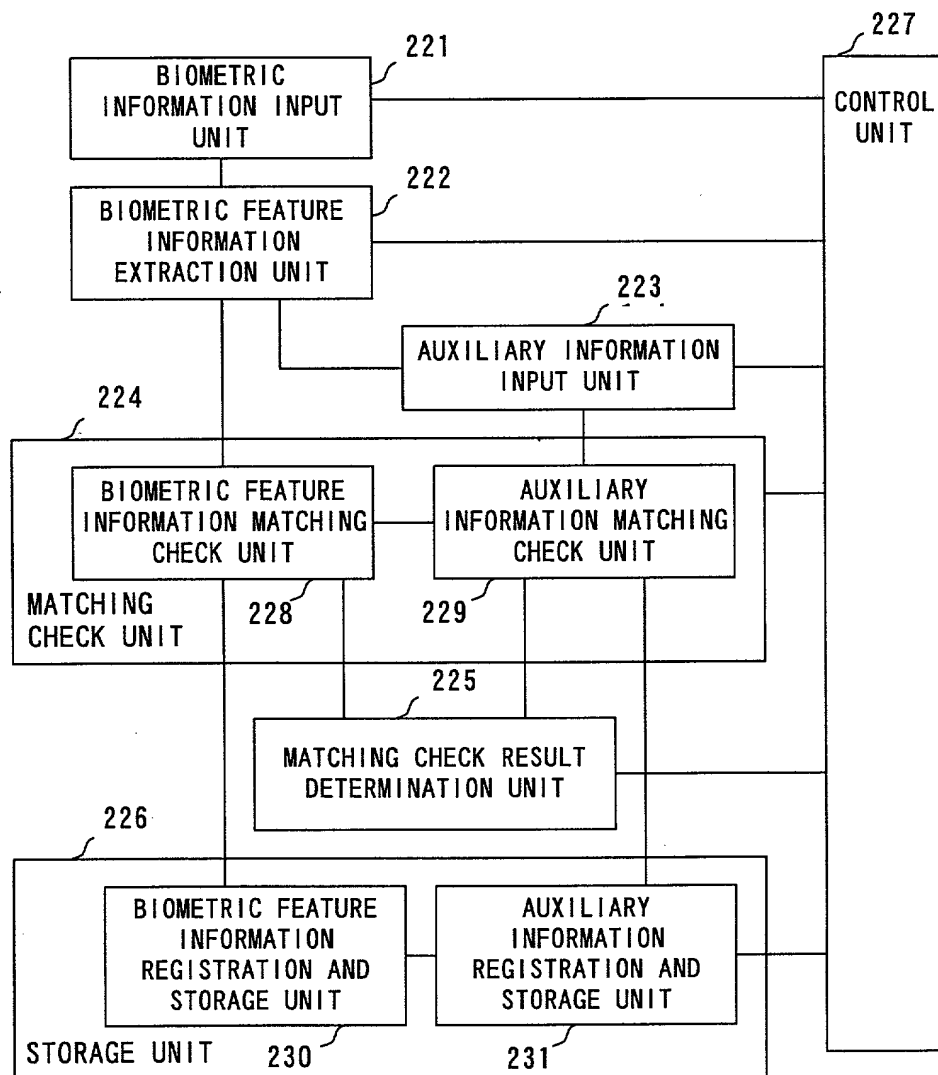 221
BIOMETRIC
INFORMATION INPUT
UNIT
227
CONTROL
UNIT
222
BIOMETRIC FEATURE
INFORMATION
EXTRACTION UNIT
223
AUXILIARY INFORMATION
INPUT UNIT
224
BIOMETRIC FEATURE
INFORMATION MATCHING
CHECK UNIT
228
AUXILIARY
INFORMATION MATCHING
CHECK UNIT
229
MATCHING
CHECK UNIT
225
MATCHING CHECK RESULT
DETERMINATION UNIT
226
BIOMETRIC FEATURE
INFORMATION
REGISTRATION AND
STORAGE UNIT
230
AUXILIARY
INFORMATION
REGISTRATION AND
STORAGE UNIT
231
STORAGE UNIT